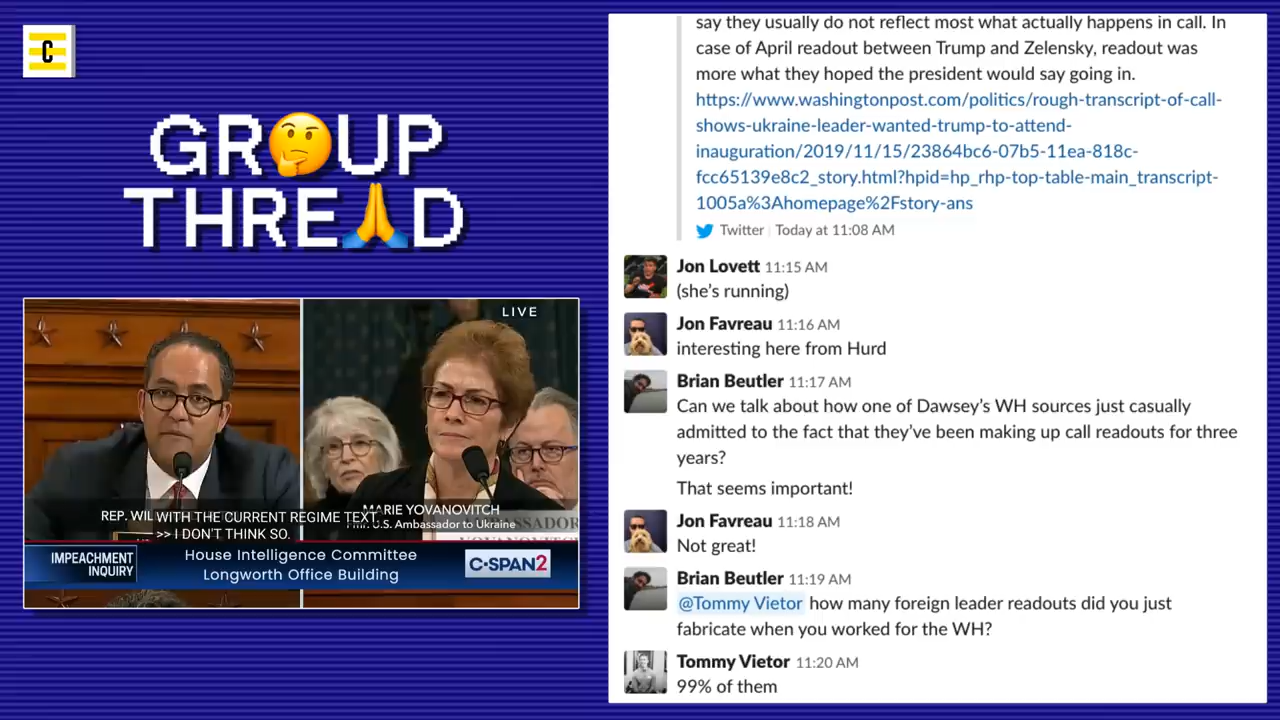 C
GR🤔UP
THRE🙏D
LIVE
MARIE YOVANOVITCH
U.S. Ambassador to Ukraine
REP. WIL
WITH THE CURRENT REGIME TEXT.
>> I DON'T THINK SO.
IMPEACHMENT
INQUIRY
House Intelligence Committee
Longworth Office Building
C-SPAN2
say they usually do not reflect most what actually happens in call. In
case of April readout between Trump and Zelensky, readout was
more what they hoped the president would say going in.
https://www.washingtonpost.com/politics/rough-transcript-of-call-
shows-ukraine-leader-wanted-trump-to-attend-
inauguration/2019/11/15/23864bc6-07b5-11ea-818c-
fcc65139e8c2_story.html?hpid=hp_rhp-top-table-main_transcript-
1005a%3Ahomepage%2Fstory-ans
Twitter | Today at 11:08 AM
Jon Lovett 11:15 AM
(she's running)
Jon Favreau 11:16 AM
interesting here from Hurd
Brian Beutler 11:17 AM
Can we talk about how one of Dawsey's WH sources just casually
admitted to the fact that they've been making up call readouts for three
years?
That seems important!
Jon Favreau 11:18 AM
Not great!
Brian Beutler 11:19 AM
@Tommy Vietor how many foreign leader readouts did you just
fabricate when you worked for the WH?
Tommy Vietor 11:20 AM
99% of them